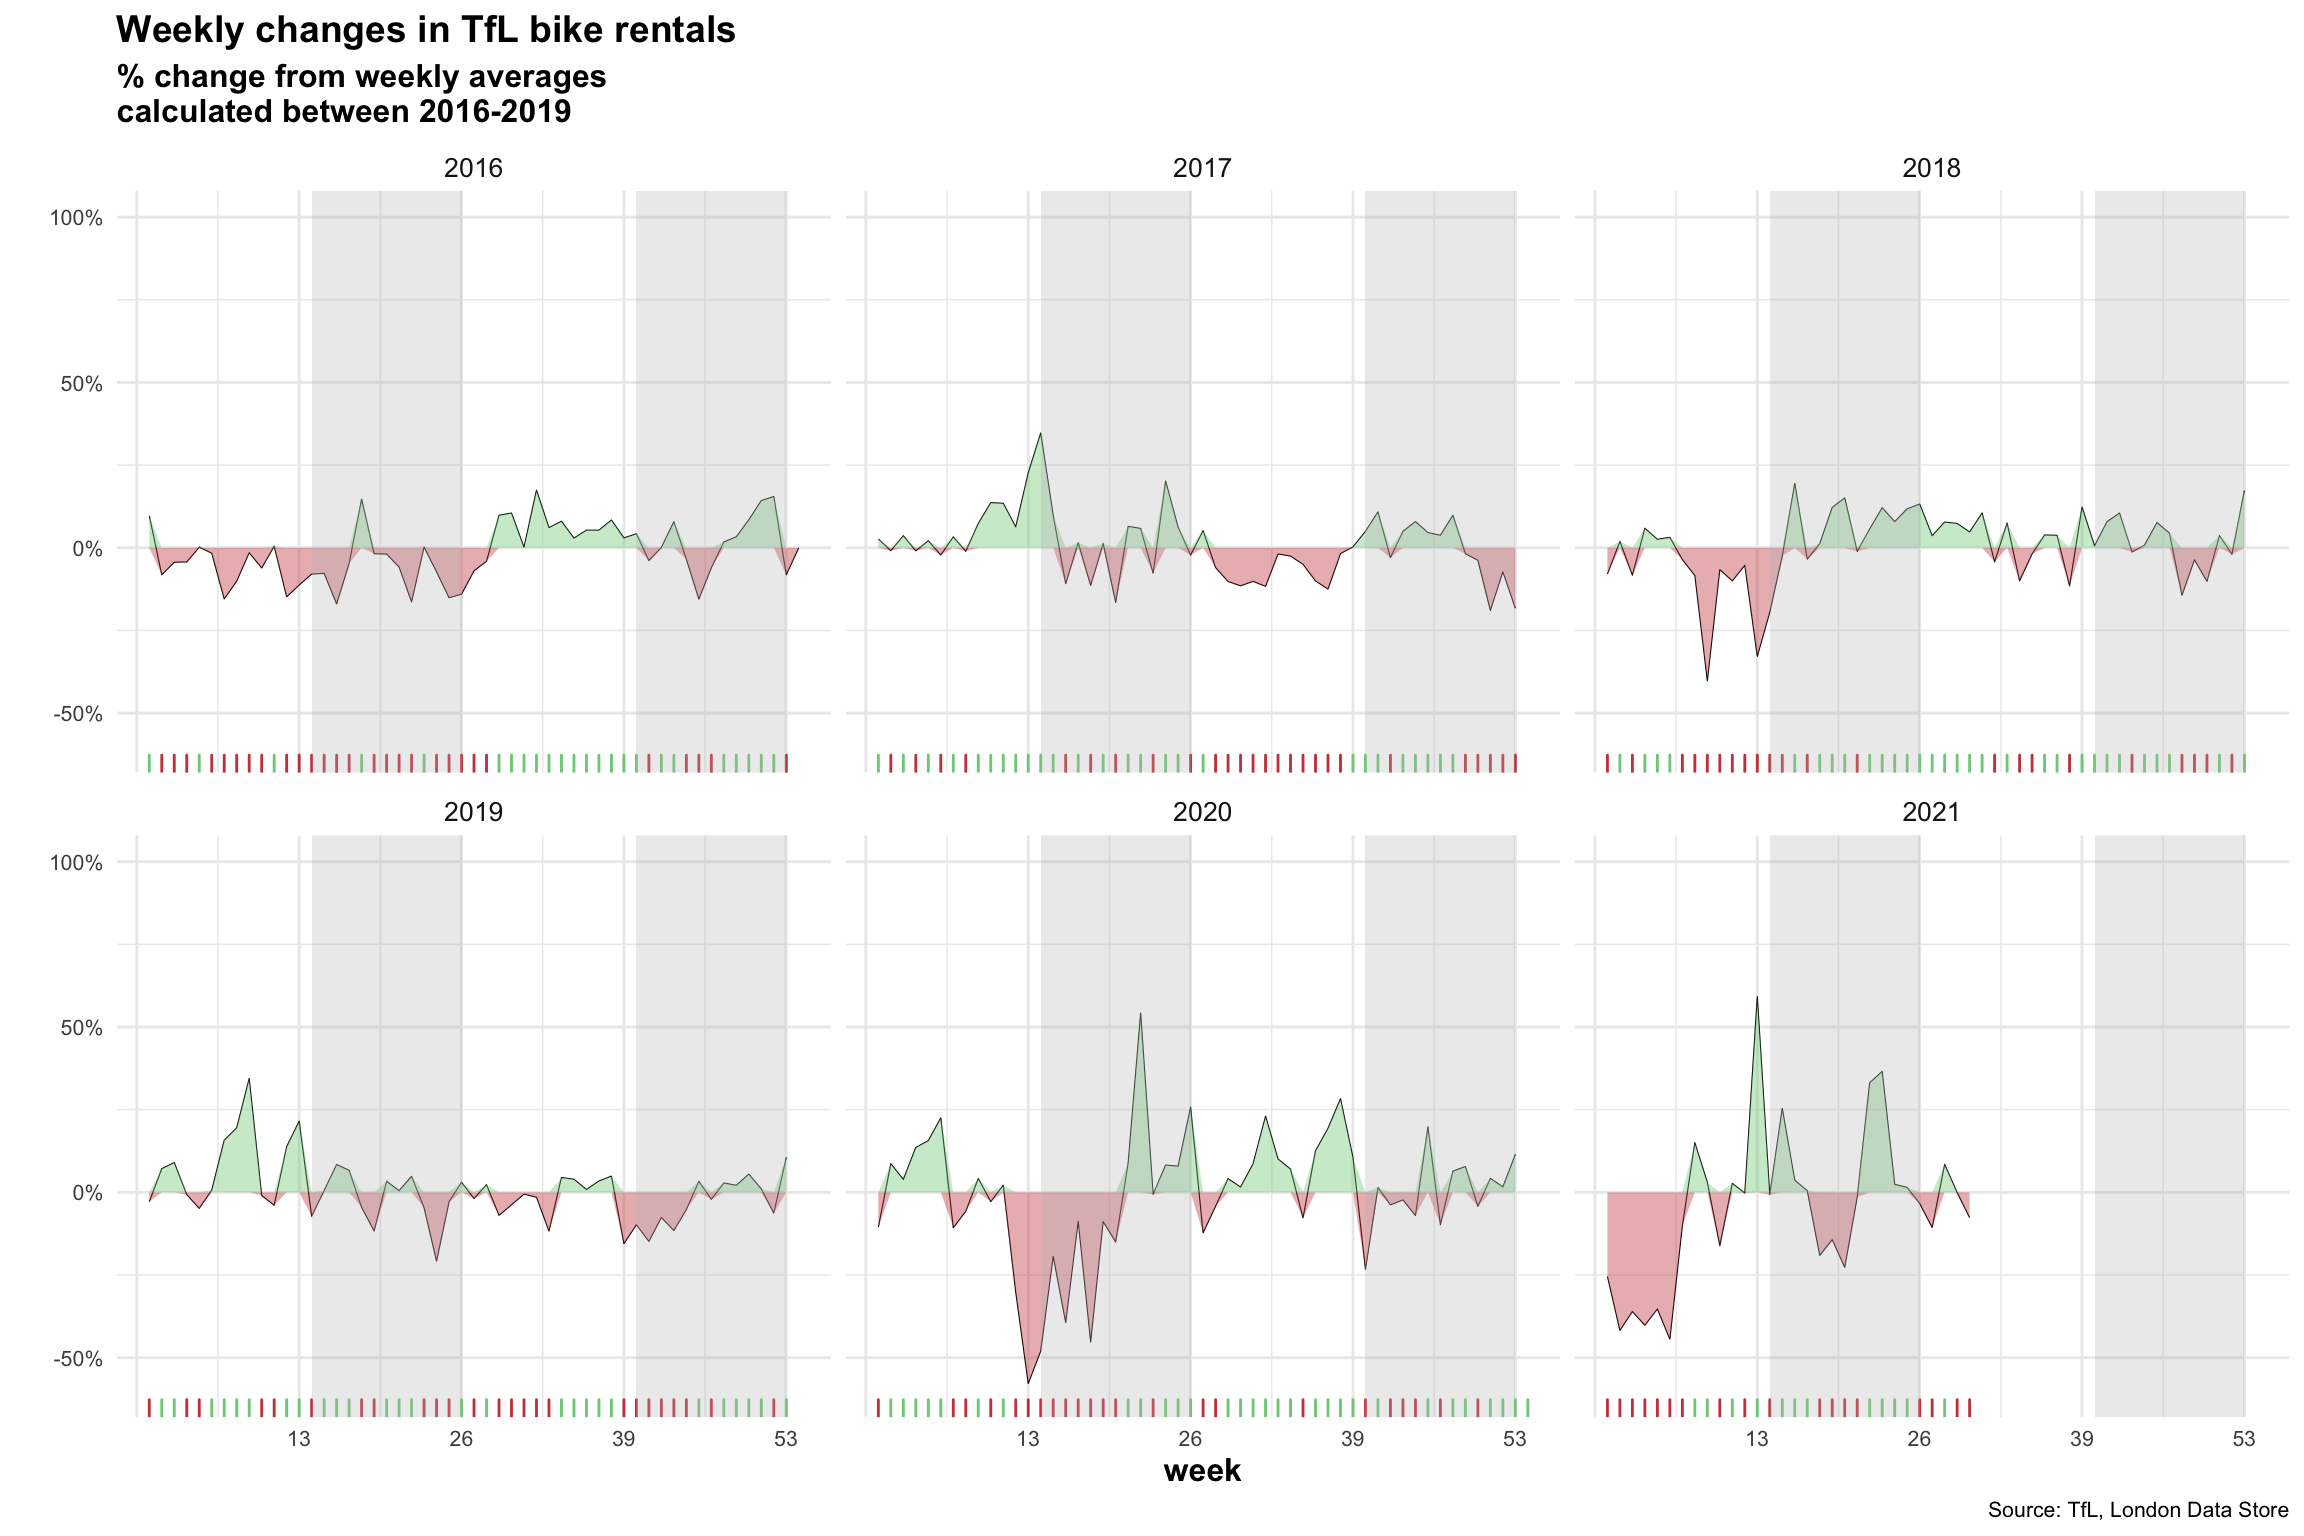 Weekly changes in TfL bike rentals
% change from weekly averages
calculated between 2016-2019
2016
2017
2018
100%
50%
0%
-50%
2019
2020
2021
100%
50%
0%
-50%
13 26 39 53
13 26 39 53
13 26 39 53
week
Source: TfL, London Data Store